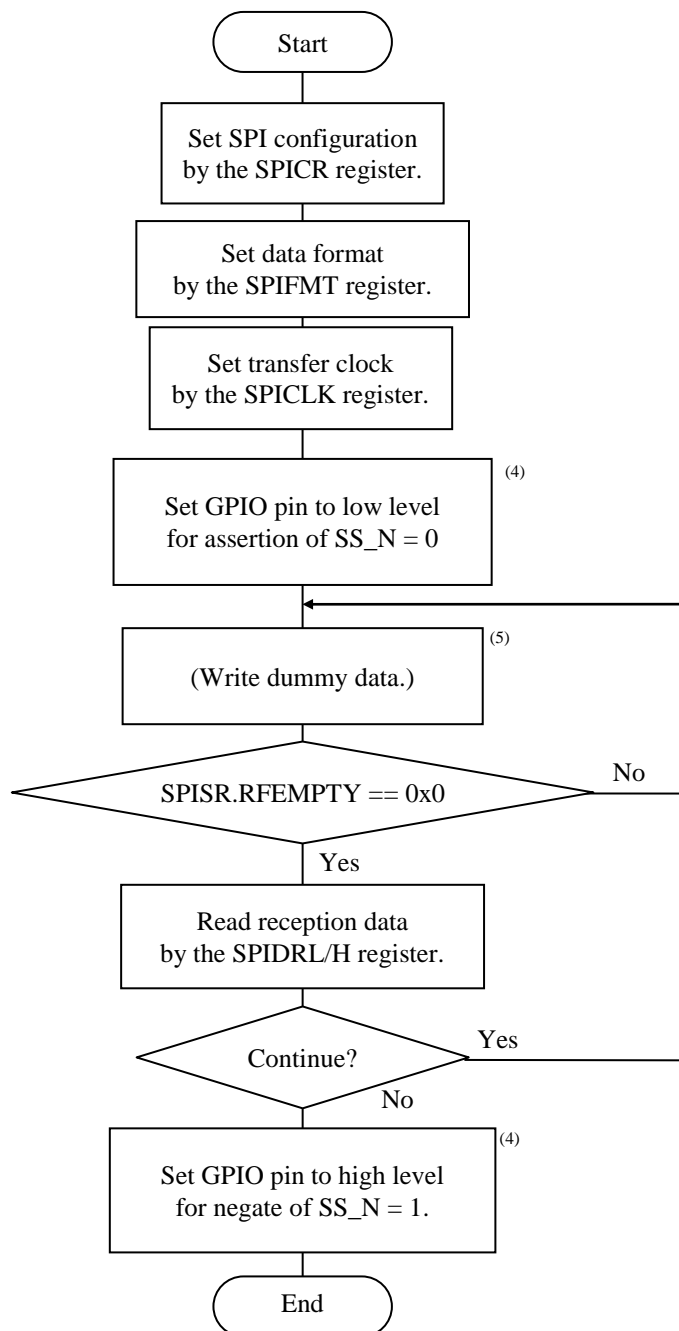 Start
Set SPI configuration
by the SPICR register.
Set data format
by the SPIFMT register.
Set transfer clock
by the SPICLK register.
(4)
Set GPIO pin to low level
for assertion of SS_N = 0
(5)
(Write dummy data.)
SPISR.RFEMPTY == 0x0
No
Yes
Read reception data
by the SPIDRL/H register.
Continue?
Yes
No
(4)
Set GPIO pin to high level
for negate of SS_N = 1.
End